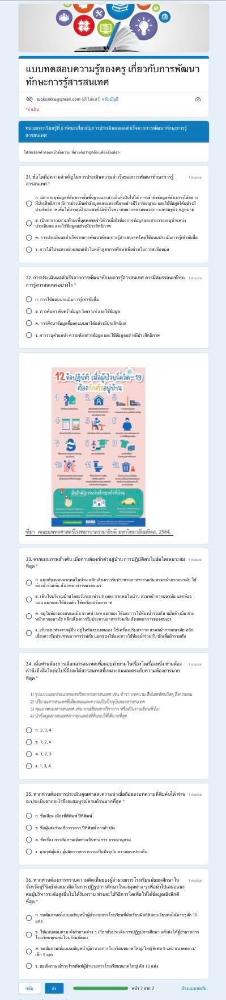 แบบทดสอบความรู้ของครู เกี่ยวกับการพัฒนา
ทักษะการรู้สารสนเทศ
tuckcskku@gmail.com (ยังไม่แชร์) สลับบัญชี
*จำเป็น
หน่วยการเรียนรู้ที่ 6 ทัศนะเกี่ยวกับการประเมินผลผลสำเร็จจากการพัฒนาทักษะการรู้
สารสนเทศ
โปรดเลือกคำตอบหน้าข้อความ ที่ท่านคิดว่าถูกต้องเพียงข้อเดียว
31. ข้อใดคือความสำคัญในการประเมินความสำเร็จของการพัฒนาทักษะการรู้ 1 คะแนน
สารสนเทศ *
ก. มีการระบุข้อมูลที่ต้องการขั้นพื้นฐานและส่วนอื่นที่เป็นไปได้ การเข้าถึงข้อมูลที่ต้องการได้อย่าง
มีประสิทธิภาพ มีการประเมินค่าข้อมูลและแหล่งที่มาอย่างมีวิจารณญาณ และใช้ข้อมูลได้อย่างมี
ประสิทธิภาพเพื่อให้บรรลุเป้าประสงค์ มีเข้าใจความหลากหลายของสภาวะเศรษฐกิจ กฎหมาย
ข. เป็นการรวบรวมทักษะที่บุคคลจดจำได้ว่าเมื่อไรต้องการข้อมูลและสามารถระบุตำแหน่ง
ประเมินผล และใช้ข้อมูลอย่างมีประสิทธิภาพ
ค. การประเมินผลสำเร็จจากการพัฒนาทักษะการรู้สารสนเทศโดยใช้แบบประเมินการรู้เท่าทันสื่อ
ง. การใช้โปรแกรมช่วยสอนเข้าในหลักสูตรการศึกษาเพื่อช่วยในการสะท้อนผล
32. การประเมินผลสำเร็จจากการพัฒนาทักษะการรู้สารสนเทศ ควรมีสมรรถนะทักษะ 1 คะแนน
การรู้สารสนเทศ อย่างไร *
ก. การใช้แบบประเมินการรู้เท่าทันสื่อ
ข. การค้นหา ค้นคว้าข้อมูล วิเคราะห์ และใช้ข้อมูล
ค. การศึกษาข้อมูลที่ออกแบบมาได้อย่างมีประสิทธิผล
ง. การระบุตำแหน่ง ความต้องการข้อมูล และใช้ข้อมูลอย่างมีประสิทธิภาพ
12 ข้อปฏิบัติ เมื่อผู้ป่วยโควิด-19
ต้องกักตัวอยู่บ้าน
1 2 3
4 5 6
7 8 9
10 11 12
สิ่งสำคัญระหว่างรักษาตัวที่บ้าน
RAMA
ที่มา คณะแพทยศาสตร์โรงพยาบาลรามาธิบดี มหาวิทยาลัยมหิดล, 2564.
33. จากแผนภาพข้างต้น เมื่อท่านต้องกักตัวอยู่บ้าน การปฏิบัติตนในข้อใดเหมาะสม 1 คะแนน
ที่สุด *
ก. แยกห้องนอนจากคนในบ้าน หลีกเลี่ยงการรับประทานอาหารร่วมกัน สวมหน้ากากอนามัย ใช้
ห้องน้ำร่วมกัน สังเกตอาการของตนเอง
ข. เดินในบริเวณบ้านโดยเว้นระยะห่าง 3 เมตร จากคนในบ้าน สวมหน้ากากอนามัย แยกห้อง
นอน แยกของใช้ส่วนตัว ใช้เครื่องปรับอากาศ
ค. อยู่ในห้องของตนเองมีอากาศถ่ายเท แยกของใช้และการใช้ห้องน้ำร่วมกัน หมั่นล้างมือ สวม
หน้ากากอนามัย หลีกเลี่ยงการรับประทานอาหารร่วมกัน สังเกตอาการของตนเอง
ง. เว้นระยะห่างจากผู้อื่น อยู่ในห้องของตนเอง ใช้เครื่องปรับอากาศ สวมหน้ากากอนามัย หลีก
เลี่ยงการรับประทานอาหารร่วมกัน แยกของใช้และการใช้ห้องน้ำร่วมกัน ซักเสื้อผ้ารวมกัน
34. เมื่อท่านต้องการเลือกสารสนเทศเพื่อตอบคำถามในเรื่องใดเรื่องหนึ่ง ท่านต้อง 1 คะแนน
คำนึงถึงสิ่งใดต่อไปนี้จึงจะได้สารสนเทศที่เหมาะสมและตรงกับความต้องการมาก
ที่สุด *
1) รูปแบบและประเภทของทรัพยากรสารสนเทศ เช่น ตำรา บทความ สื่อโสตทัศนวัสดุ สื่อประสม
2) ปริมาณสารสนเทศที่เพียงพอและความเป็นปัจจุบันของสารสนเทศ
3) คุณภาพของสารสนเทศ เช่น งานเขียนทางวิชาการ หรือเป็นงานเขียนทั่วไป
4) นำข้อมูลสารสนเทศจากทุกแหล่งที่ค้นพบให้ได้มากที่สุด
ก. 2, 3, 4
ข. 1, 2, 4
ค. 1, 2, 3
ง. 1, 3, 4
35. หากท่านต้องการประเมินคุณค่าและความน่าเชื่อถือของบทความที่สืบค้นได้ ท่าน 1 คะแนน
จะประเมินจากอะไรจึงจะสมบูรณ์ครบถ้วนมากที่สุด *
ก. ชื่อเสียง เมืองที่ตีพิมพ์ ปีที่พิมพ์
ข. ชื่อผู้แต่งร่วม ชื่อวารสาร ปีที่พิมพ์ การอ้างอิง
ค. ชื่อเรื่อง การสัมภาษณ์อย่างเป็นทางการ บรรณานุกรม
ง. คุณวุฒิผู้แต่ง ผู้ผลิตวารสาร ความเป็นปัจจุบัน ความตรงประเด็น
36. หากท่านต้องการทราบความคิดเห็นของผู้อำนวยการโรงเรียนมัธยมศึกษาใน 1 คะแนน
จังหวัดบุรีรัมย์ ต่อแนวคิดในการปฏิรูปการศึกษาในแง่มุมต่าง ๆ เพื่อนำไปเสนอแนะ
ต่อผู้บริหารระดับสูงขึ้นไปได้รับทราบ ท่านจะใช้วิธีการใดเพื่อให้ได้ข้อมูลเชิงลึกดี
ที่สุด *
ก. ขอสัมภาษณ์แบบเผชิญหน้าผู้อำนวยการโรงเรียนที่นักเรียนมีสถิติสอบเรียนต่อได้มากๆสัก 10
แห่ง
ข. ใช้แบบสอบถาม ตั้งคำถามต่าง ๆ เกี่ยวกับประเด็นการปฏิรูปการศึกษา แล้วส่งให้ผู้อำนวยการ
โรงเรียนทุกแห่งในบุรีรัมย์ตอบ
ค. ขอสัมภาษณ์แบบเผชิญหน้าผู้อำนวยการโรงเรียนขนาดใหญ่/ใหญ่พิเศษ 5 แห่ง ขนาดกลาง/
เล็ก 5 แห่ง
ง. ขอสัมภาษณ์ทางโทรศัพท์ผู้อำนวยการโรงเรียนขนาดใหญ่ สัก 10 แห่ง
กลับ ส่ง หน้า 7 จาก 7 ล้างแบบฟอร์ม